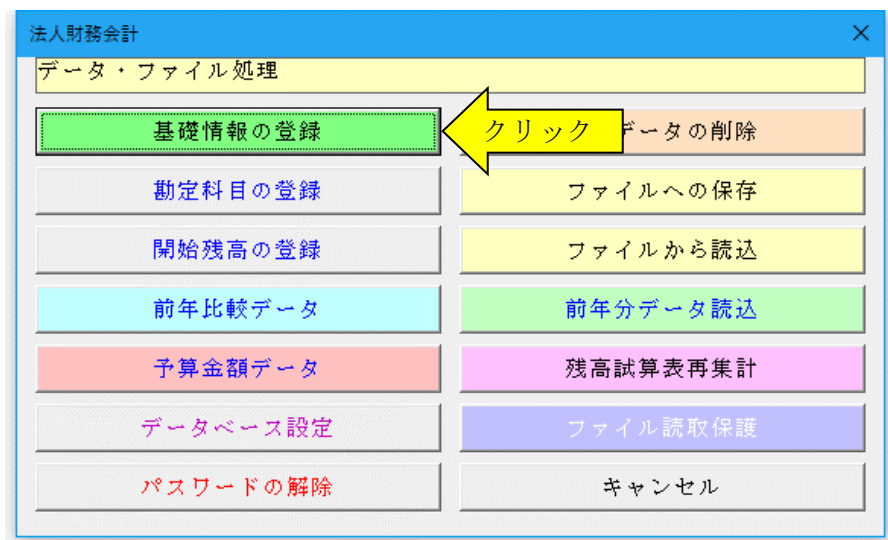 法人財務会計
データ・ファイル処理
基礎情報の登録
クリック
データの削除
勘定科目の登録
ファイルへの保存
開始残高の登録
ファイルから読込
前年比較データ
前年分データ読込
予算金額データ
残高試算表再集計
データベース設定
ファイル読取保護
パスワードの解除
キャンセル